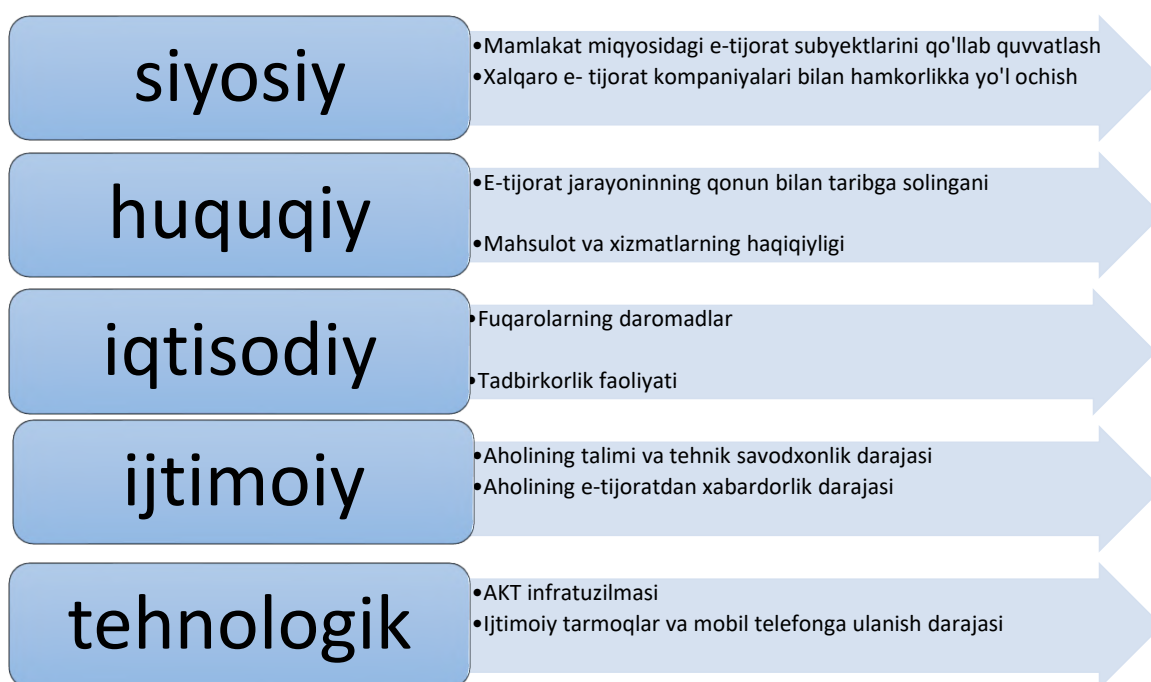 siyosiy
•Mamlakat miqyosidagi e-tijorat subyektlarini qo'llab quvvatlash
•Xalqaro e- tijorat kompaniyalari bilan hamkorlikka yo'l ochish
huquqiy
•E-tijorat jarayoninning qonun bilan taribga solingani
•Mahsulot va xizmatlarning haqiqiyligi
iqtisodiy
•Fuqarolarning daromadlar
•Tadbirkorlik faoliyati
ijtimoiy
•Aholining talimi va tehnik savodxonlik darajasi
•Aholining e-tijoratdan xabardorlik darajasi
tehnologik
•AKT infratuzilmasi
•Ijtimoiy tarmoqlar va mobil telefonga ulanish darajasi